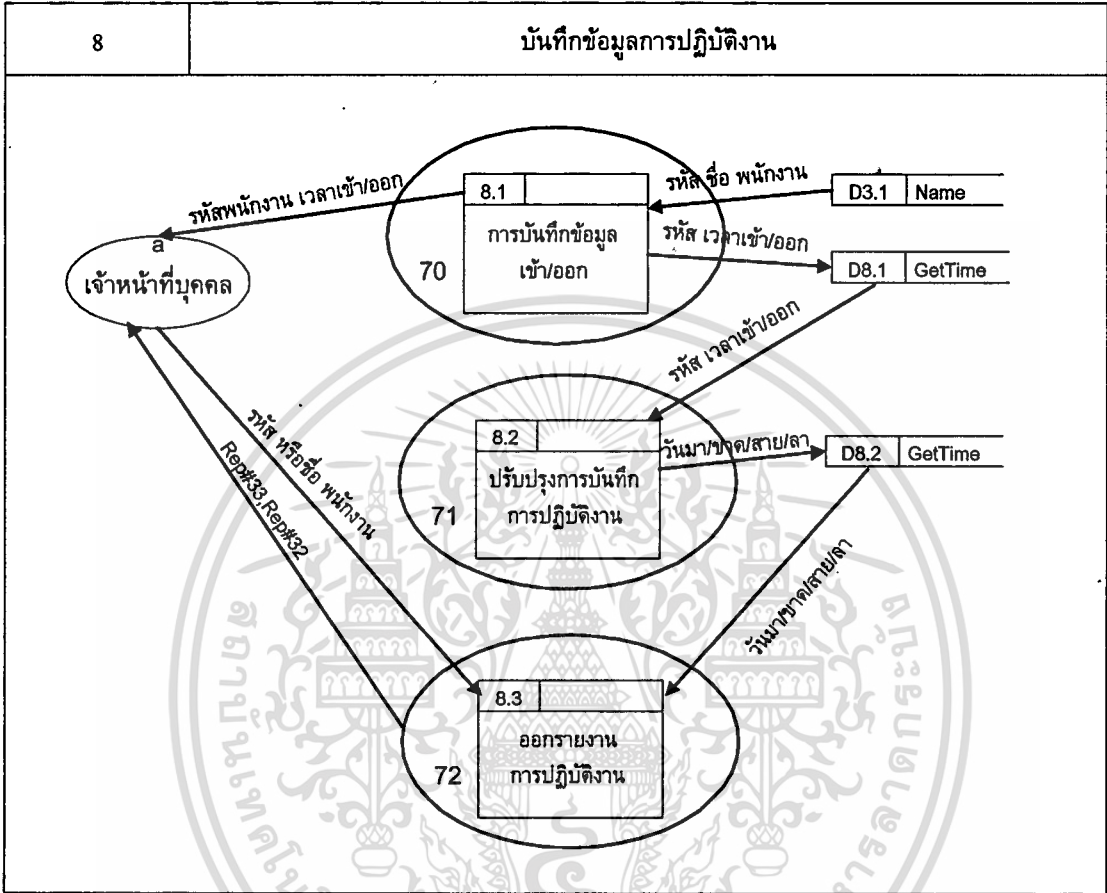 8
บันทึกข้อมูลการปฏิบัติงาน
รหัสพนักงาน เวลาเข้า/ออก
8.1
รหัส ชื่อ พนักงาน
D3.1 Name
a
เจ้าหน้าที่บุคคล
70
การบันทึกข้อมูล
เข้า/ออก
รหัส เวลาเข้า/ออก
D8.1 GetTime
รหัส เวลาเข้า/ออก
8.2
วันมา/ขาด/สาย/ลา
D8.2 GetTime
71
ปรับปรุงการบันทึก
การปฏิบัติงาน
รหัส หรือชื่อ พนักงาน
Rep#33,Rep#32
วันมา/ขาด/สาย/ลา
8.3
72
ออกรายงาน
การปฏิบัติงาน